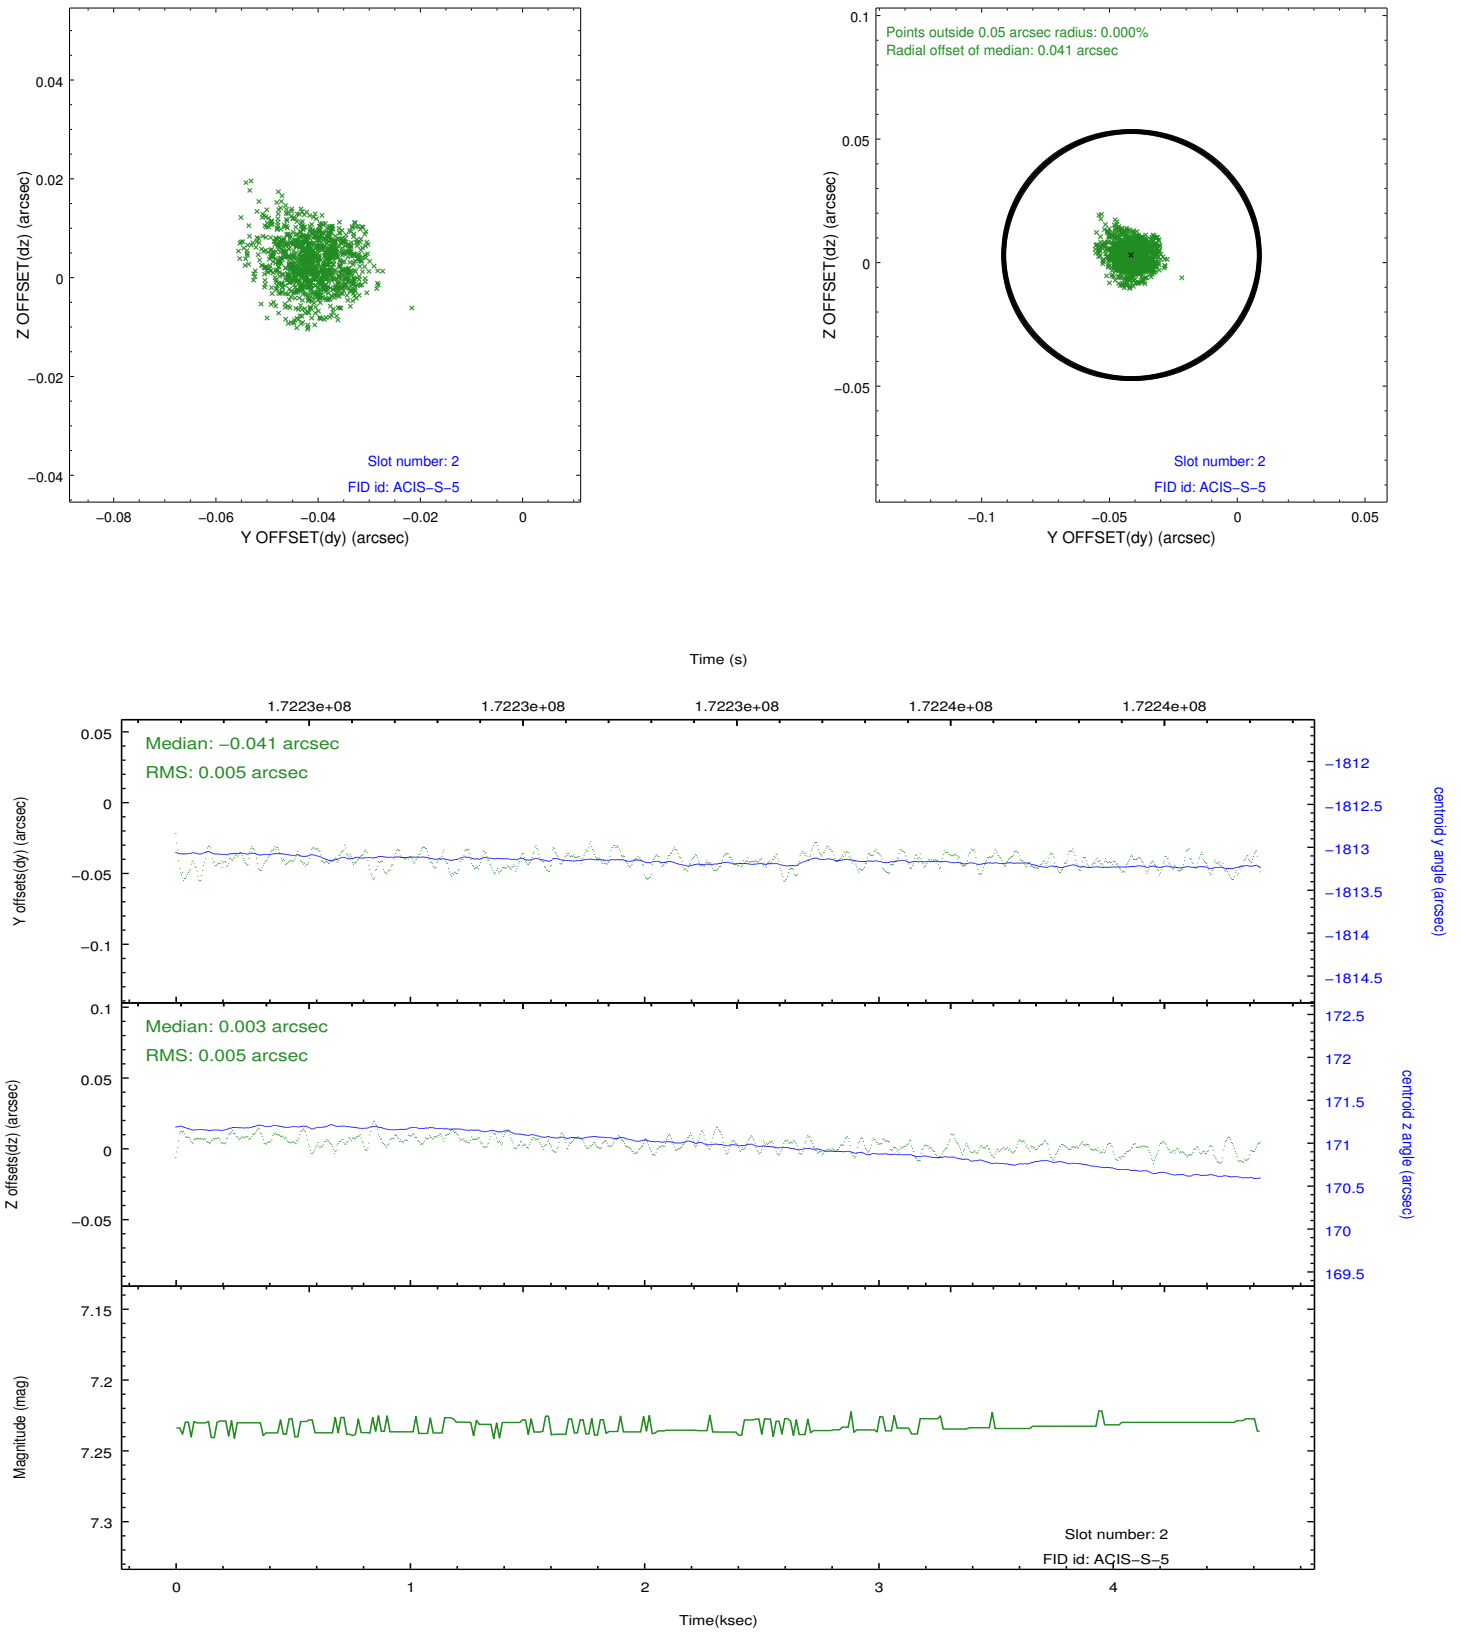 0.04
0.02
0
−0.02
−0.04
−0.08
−0.06
−0.04
−0.02
0
Z OFFSET(dz) (arcsec)
Y OFFSET(dy) (arcsec)
Slot number: 2
FID id: ACIS−S−5
Points outside 0.05 arcsec radius: 0.000%
Radial offset of median: 0.041 arcsec
0.1
0.05
0
−0.05
−0.1
−0.05
0
0.05
Z OFFSET(dz) (arcsec)
Y OFFSET(dy) (arcsec)
Slot number: 2
FID id: ACIS−S−5
Time (s)
1.7223e+08
1.7223e+08
1.7223e+08
1.7224e+08
1.7224e+08
Median: −0.041 arcsec
RMS: 0.005 arcsec
0.05
0
−0.05
−0.1
Y offsets(dy) (arcsec)
−1812
−1812.5
−1813
−1813.5
−1814
−1814.5
centroid y angle (arcsec)
Median: 0.003 arcsec
RMS: 0.005 arcsec
0.1
0.05
0
−0.05
Z offsets(dz) (arcsec)
172.5
172
171.5
171
170.5
170
169.5
centroid z angle (arcsec)
7.15
7.2
7.25
7.3
Magnitude (mag)
Slot number: 2
FID id: ACIS−S−5
0
1
2
3
4
Time(ksec)